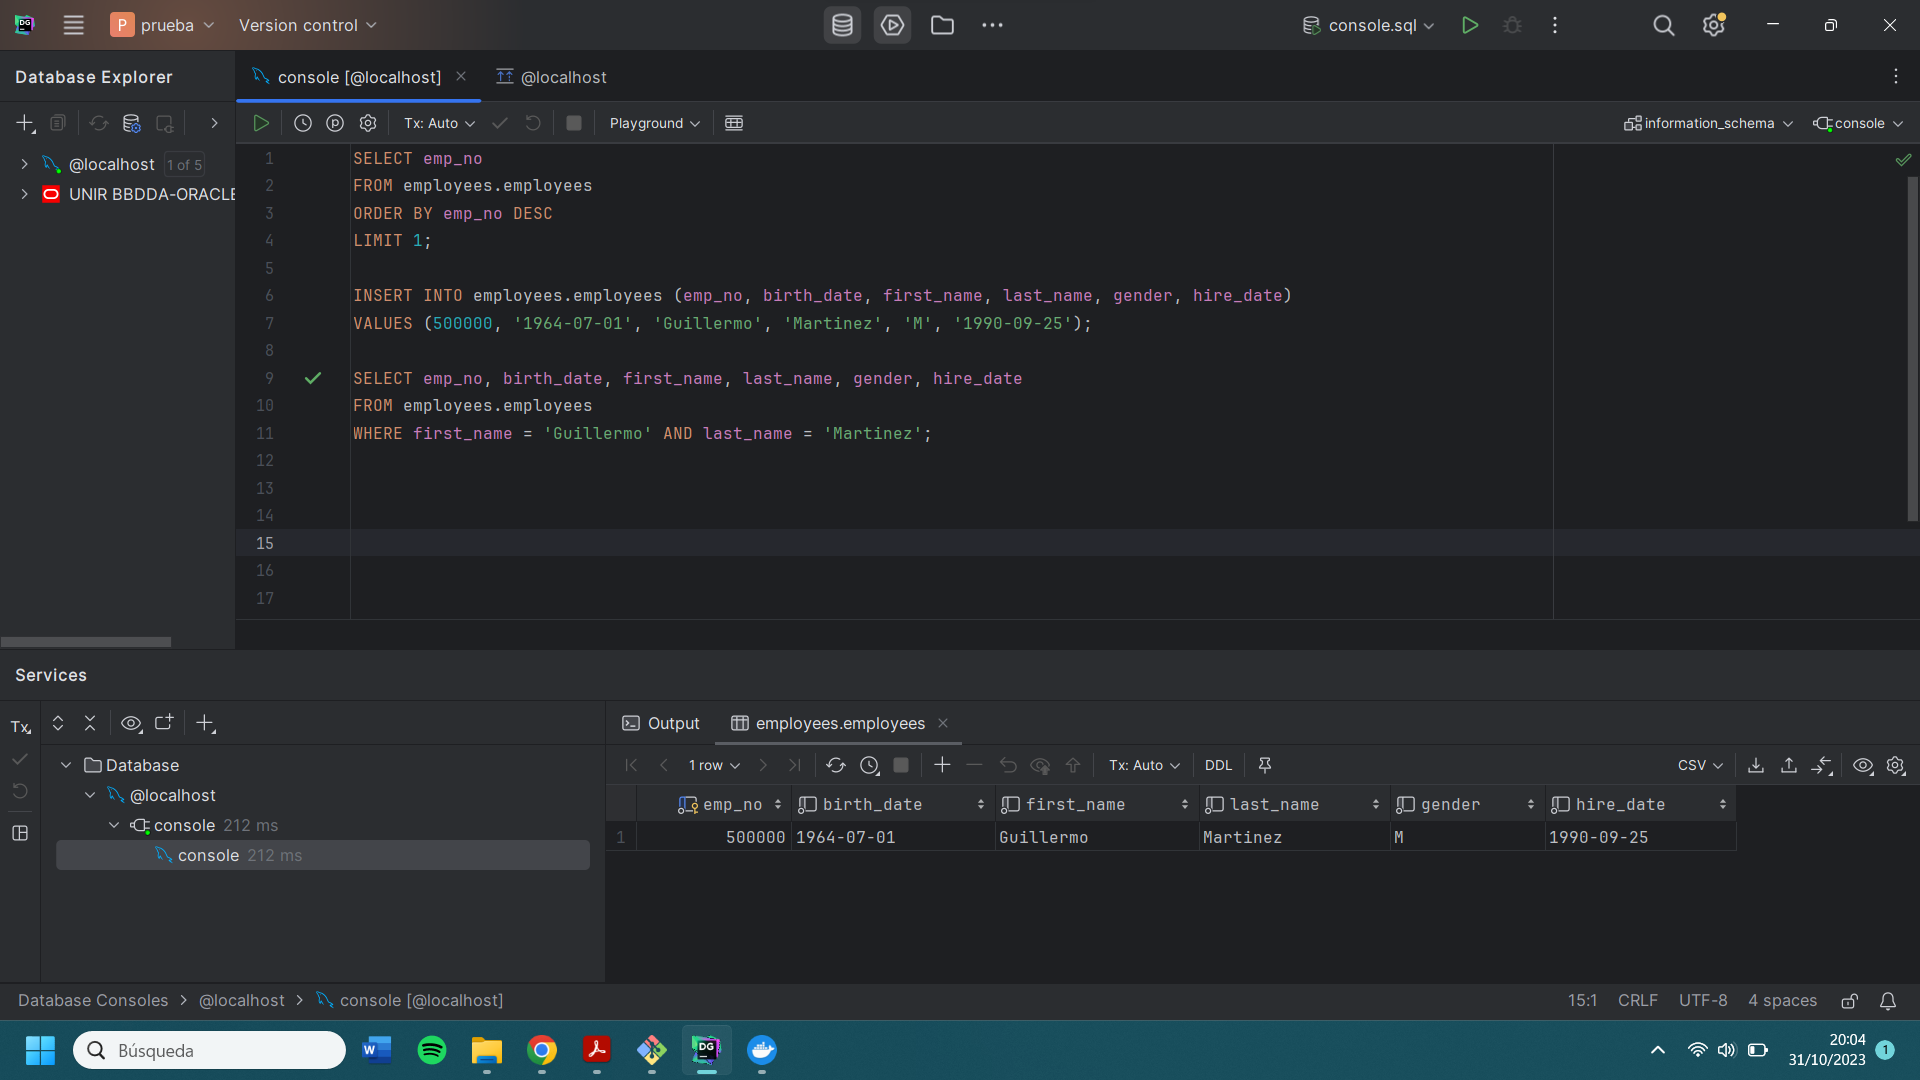 P prueba Version control console.sql
Database Explorer console [@localhost] @localhost
Tx: Auto Playground information_schema console
@localhost 1 of 5
UNIR BBDDA-ORACLE
1 SELECT emp_no
2 FROM employees.employees
3 ORDER BY emp_no DESC
4 LIMIT 1;
5
6 INSERT INTO employees.employees (emp_no, birth_date, first_name, last_name, gender, hire_date)
7 VALUES (500000, '1964-07-01', 'Guillermo', 'Martinez', 'M', '1990-09-25');
8
9 SELECT emp_no, birth_date, first_name, last_name, gender, hire_date
10 FROM employees.employees
11 WHERE first_name = 'Guillermo' AND last_name = 'Martinez';
12
13
14
15
16
17
Services
Tx
Database
@localhost
console 212 ms
console 212 ms
Output employees.employees
1 row Tx: Auto DDL CSV
emp_no birth_date first_name last_name gender hire_date
1 500000 1964-07-01 Guillermo Martinez M 1990-09-25
Database Consoles > @localhost > console [@localhost] 15:1 CRLF UTF-8 4 spaces
Búsqueda
20:04
31/10/2023
1